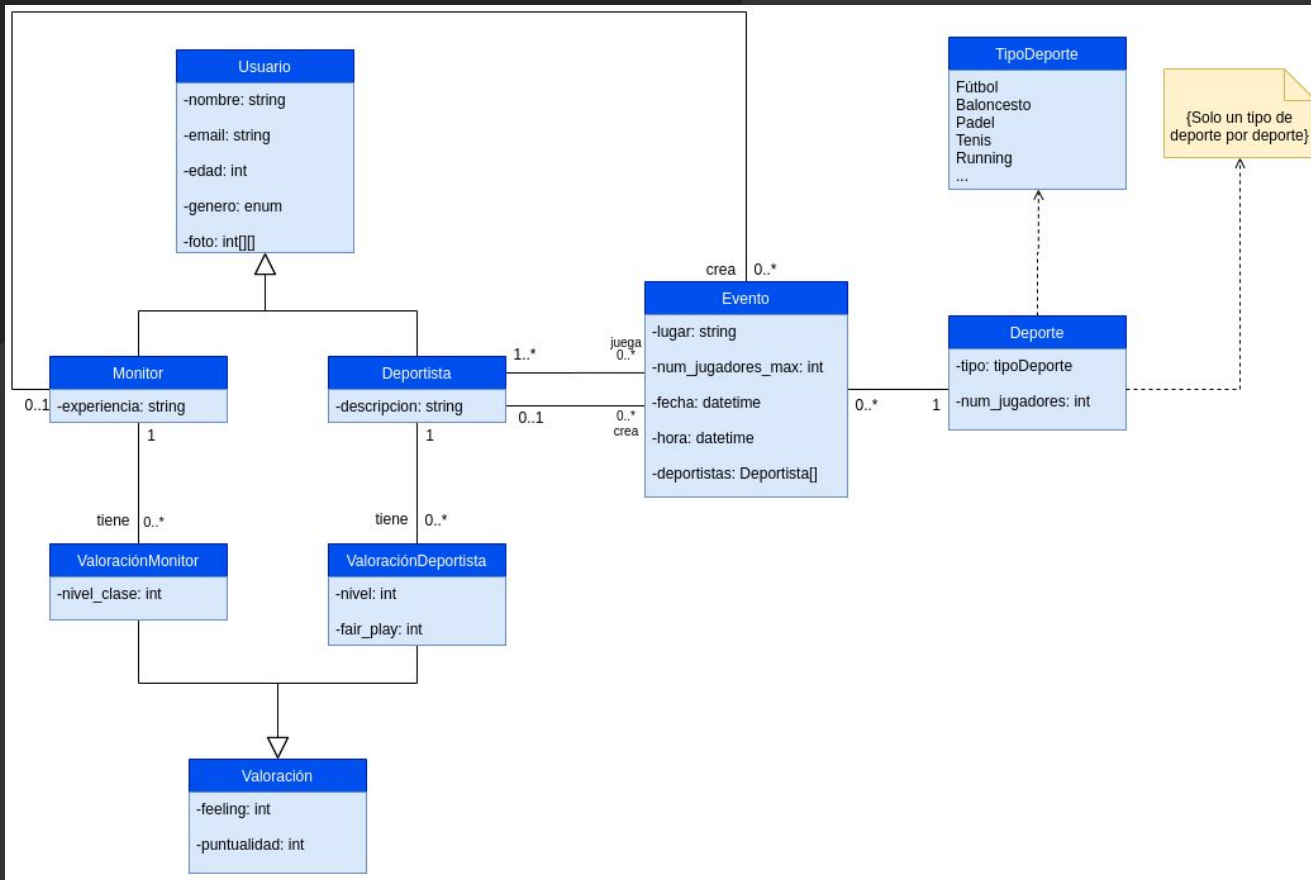 Usuario
-nombre: string
-email: string
-edad: int
-genero: enum
-foto: int[][]
TipoDeporte
Fútbol
Baloncesto
Padel
Tenis
Running
...
{Solo un tipo de
deporte por deporte}
crea 0..*
Evento
-lugar: string
-num_jugadores_max: int
-fecha: datetime
-hora: datetime
-deportistas: Deportista[]
juega
0..*
1..*
0..1
0..*
crea
Deporte
-tipo: tipoDeporte
-num_jugadores: int
0..*
1
Monitor
-experiencia: string
0..1
1
Deportista
-descripcion: string
1
tiene 0..*
tiene 0..*
ValoraciónMonitor
-nivel_clase: int
ValoraciónDeportista
-nivel: int
-fair_play: int
Valoración
-feeling: int
-puntualidad: int